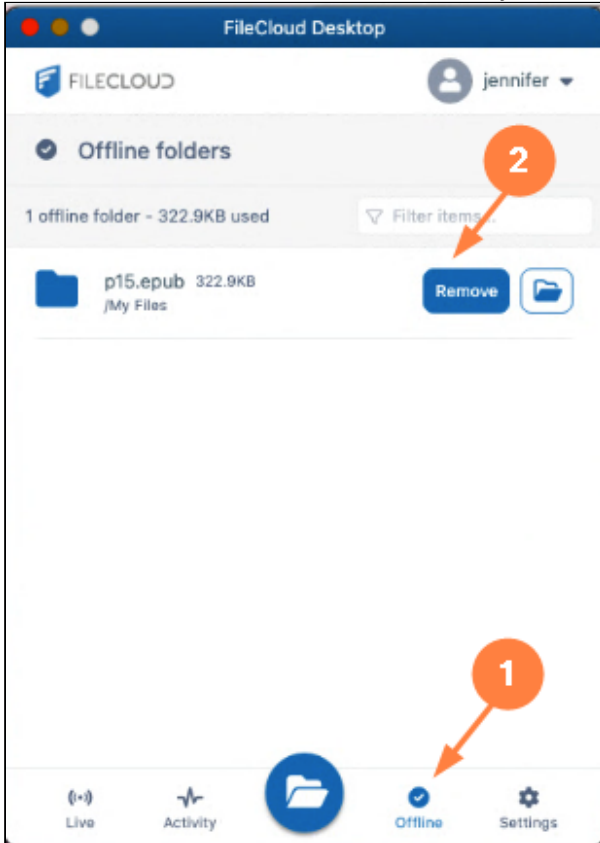 FileCloud Desktop
FILECLOUD
jennifer
Offline folders
2
1 offline folder - 322.9KB used
Filter items...
p15.epub 322.9KB
/My Files
Remove
1
Live
Activity
Offline
Settings